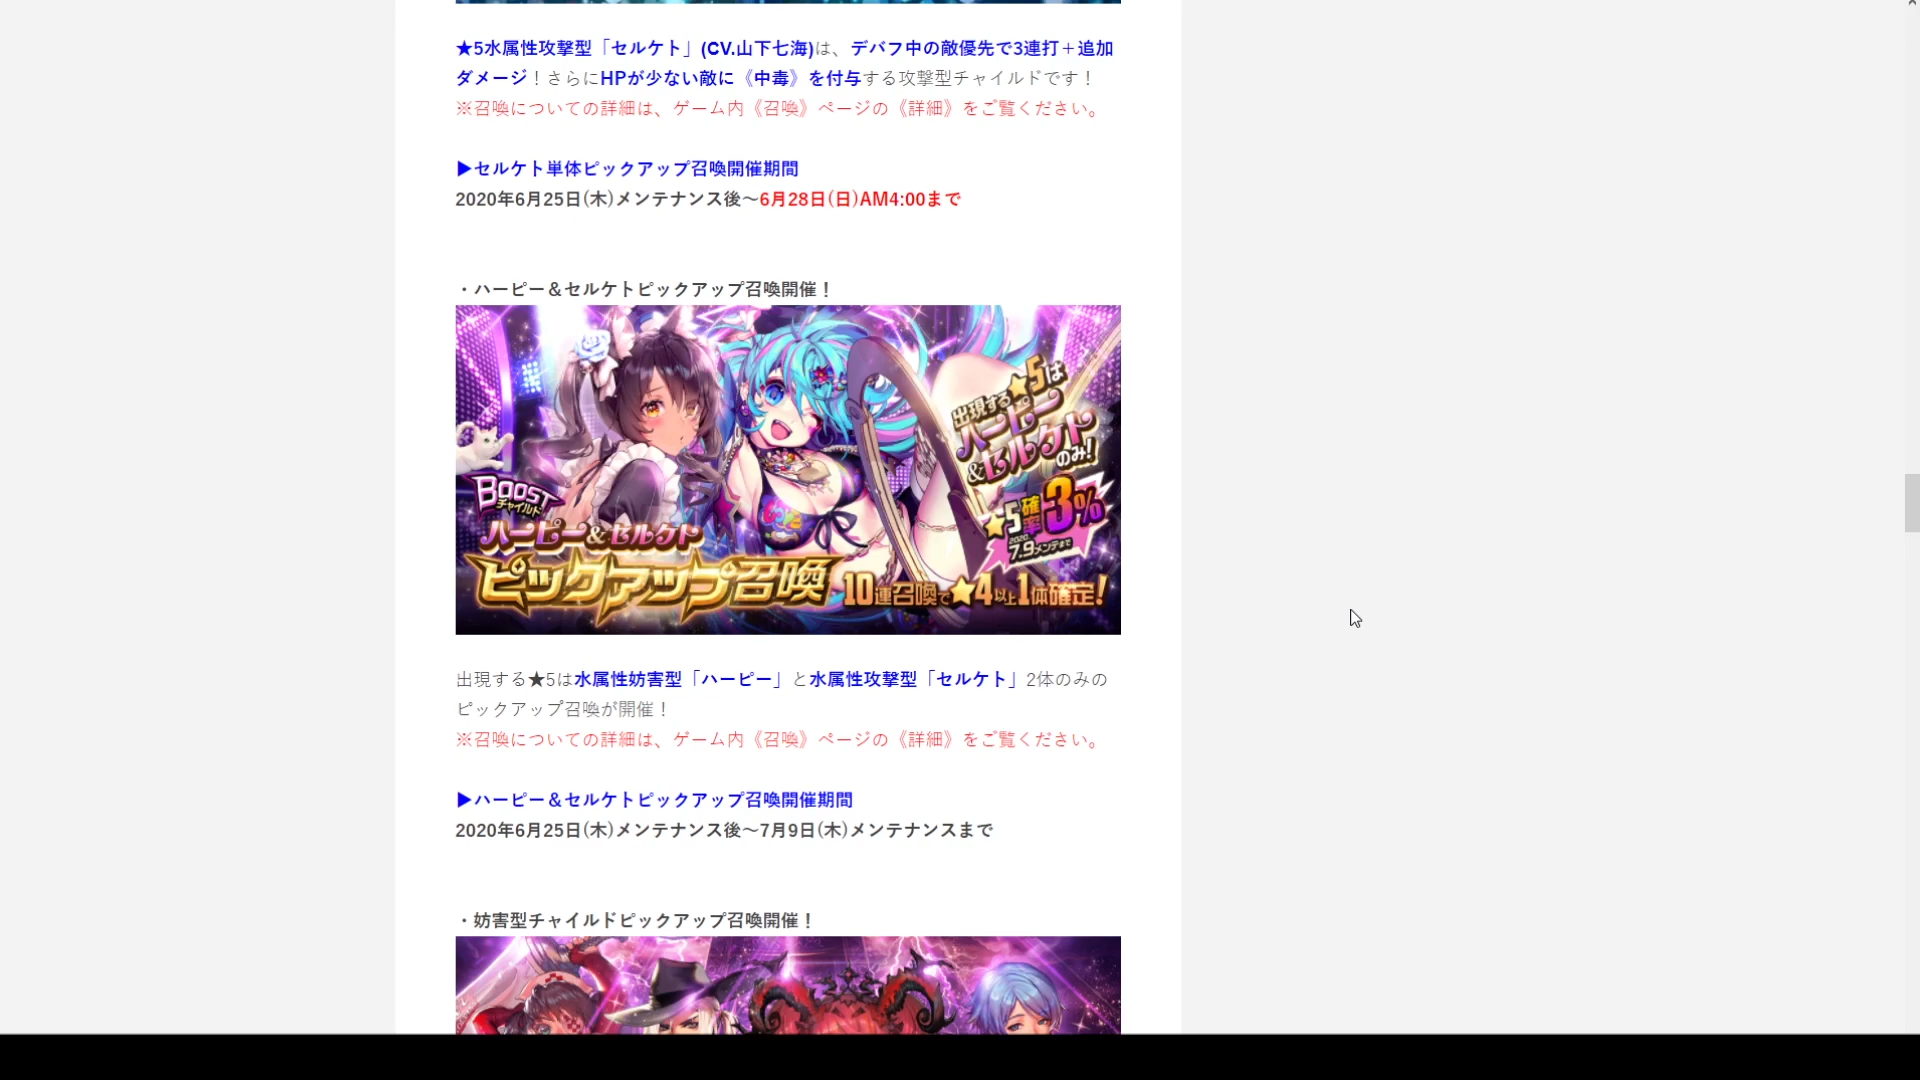 ★5水属性攻撃型「セルケト」(CV.山下七海)は、デバフ中の敵優先で3連打＋追加
ダメージ！さらにHPが少ない敵に《中毒》を付与する攻撃型チャイルドです！
※召喚についての詳細は、ゲーム内《召喚》ページの《詳細》をご覧ください。
▶セルケト単体ピックアップ召喚開催期間
2020年6月25日(木)メンテナンス後～6月28日(日)AM4:00まで
・ハーピー＆セルケトピックアップ召喚開催！
出現する★5は
ハーピー
&セルケト
のみ!
BOOST
チャイルド
★5確率3%
2020
7.9メンテまで
ハーピー&セルケト
ピックアップ召喚
10連召喚で★4以上1体確定!
出現する★5は水属性妨害型「ハーピー」と水属性攻撃型「セルケト」2体のみの
ピックアップ召喚が開催！
※召喚についての詳細は、ゲーム内《召喚》ページの《詳細》をご覧ください。
▶ハーピー＆セルケトピックアップ召喚開催期間
2020年6月25日(木)メンテナンス後～7月9日(木)メンテナンスまで
・妨害型チャイルドピックアップ召喚開催！